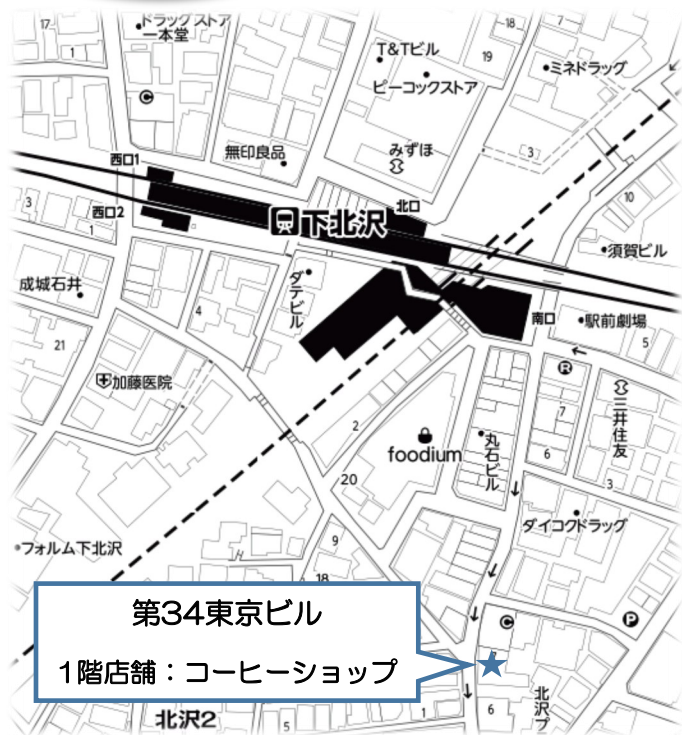 17
ドラッグストア
一本堂
1
C
T&Tビル
ピーコックストア
18
19
7
ミネドラッグ
無印良品
みずほ
3
西口1
西口2
北口
下北沢
10
須賀ビル
3
1
成城石井
21
4
ダテビル
南口
駅前劇場
5
加藤医院
R
7
6
三井住友
3
2
foodium
丸石ビル
20
ダイコクドラッグ
フォルム下北沢
9
18
第34東京ビル
1階店舗：コーヒーショップ
C
P
北沢2
5
1
6
北沢プ